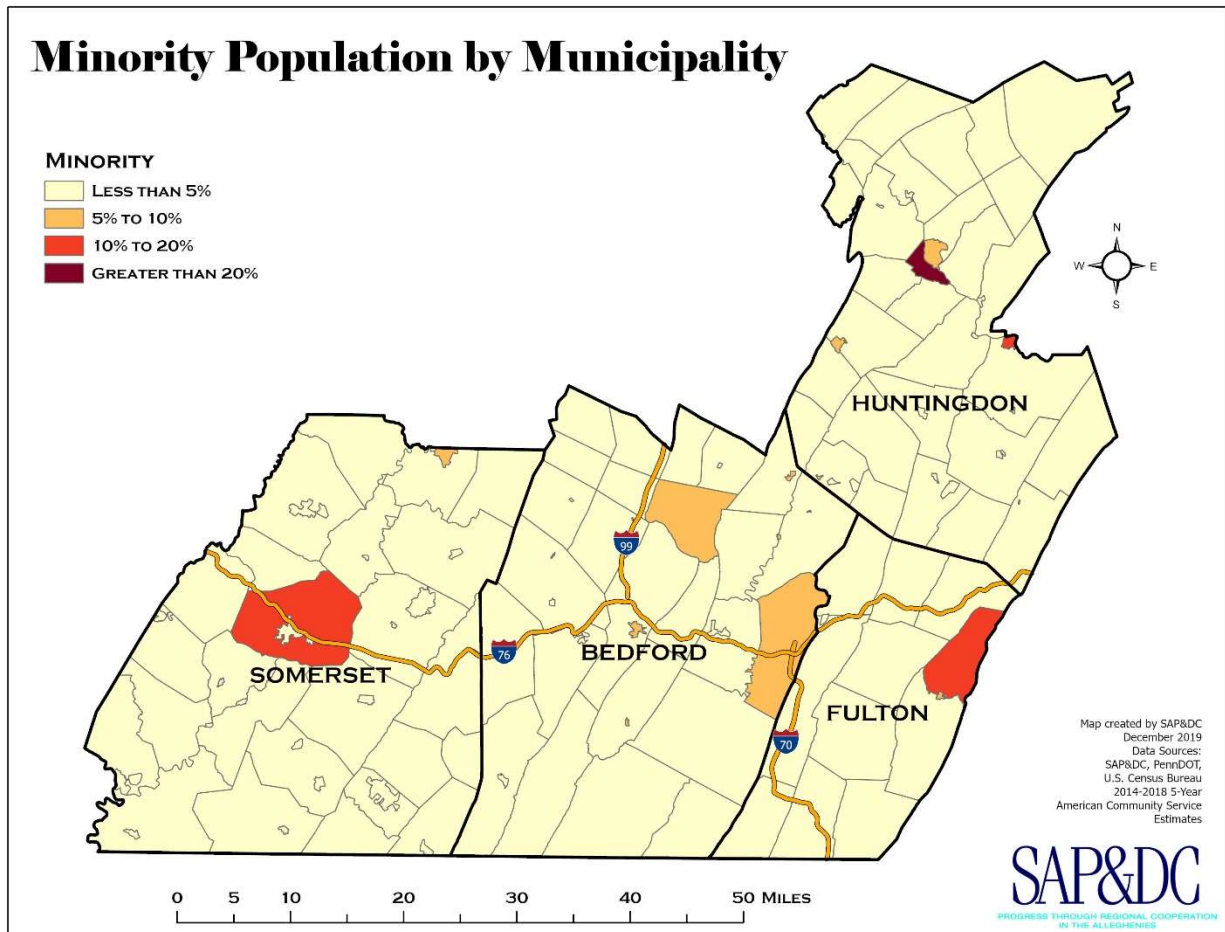 Minority Population by Municipality
MINORITY
LESS THAN 5%
5% TO 10%
10% TO 20%
GREATER THAN 20%
N
W E
S
HUNTINGDON
99
BEDFORD
76
SOMERSET
FULTON
70
Map created by SAP&DC
December 2019
Data Sources:
SAP&DC, PennDOT,
U.S. Census Bureau
2014-2018 5-Year
American Community Service
Estimates
0 5 10 20 30 40 50 MILES
SAP&DC
PROGRESS THROUGH REGIONAL COOPERATION
IN THE ALLEGHENIES